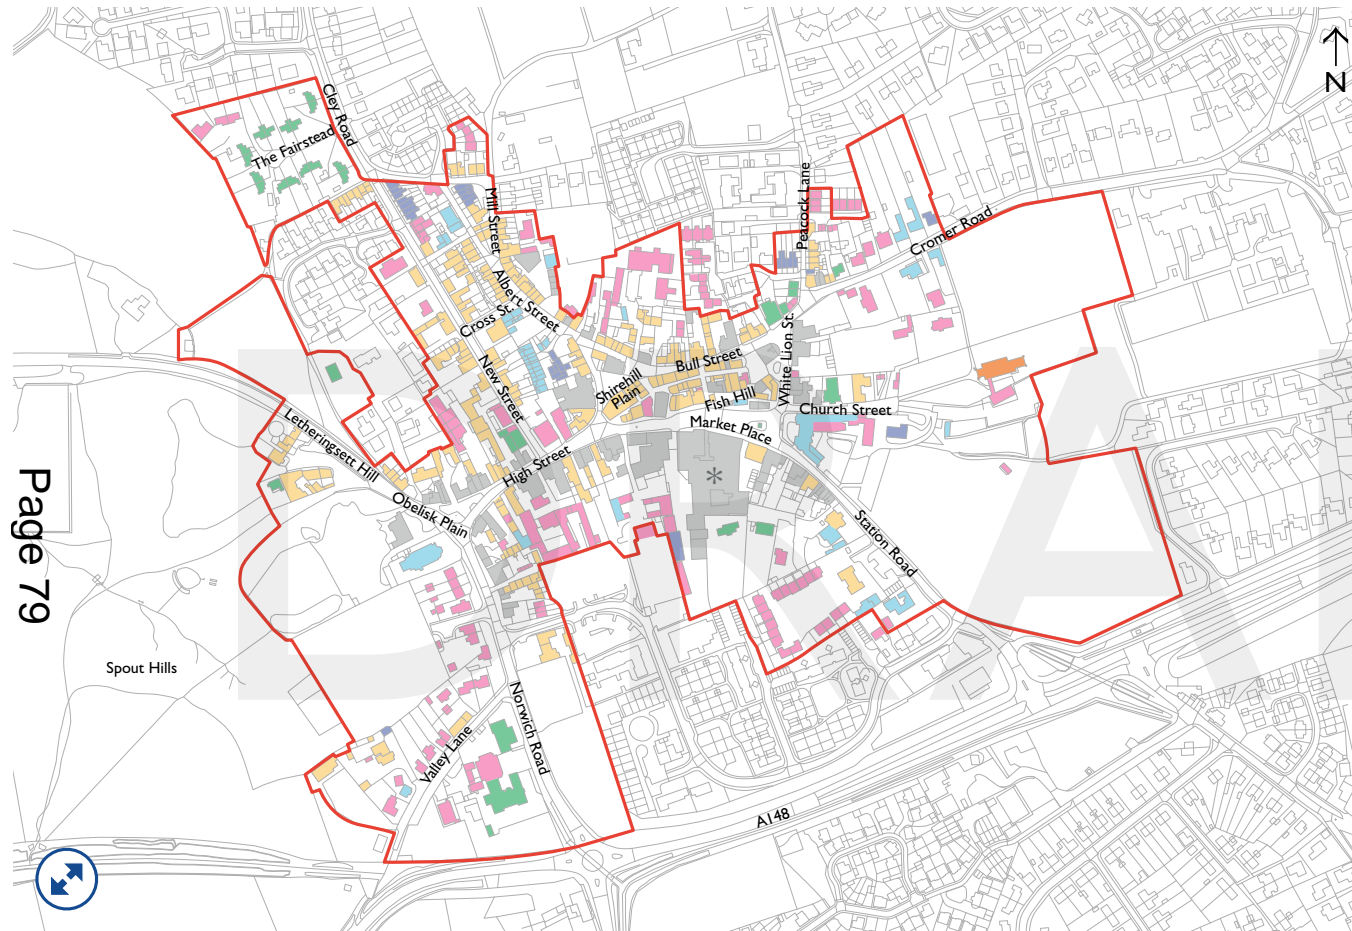 Cley Road
The Fairstead
Mill Street
Peacock Lane
Cromer Road
Albert Street
Cross St.
New Street
Shirehill
Plain
Bull Street
White Lion St.
Fish Hill
Church Street
Market Place
*
High Street
Letheringsett Hill
Obelisk Plain
Station Road
Spout Hills
Norwich Road
Valley Lane
A148
N
Page 79
DRA